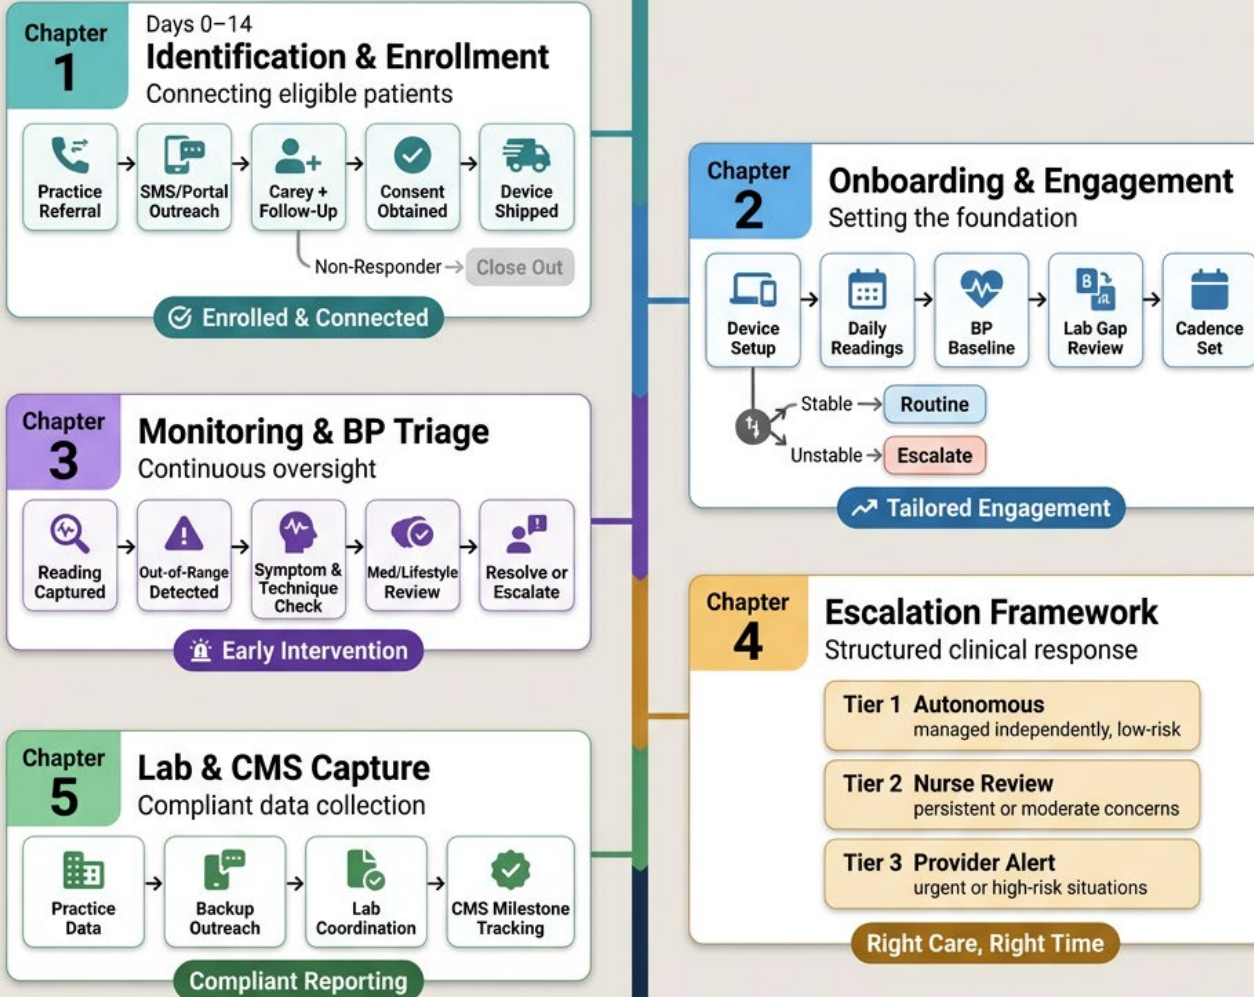 Chapter
1
Days 0–14
Identification & Enrollment
Connecting eligible patients
Practice
Referral
SMS/Portal
Outreach
Carey +
Follow-Up
Consent
Obtained
Device
Shipped
Non-Responder
Close Out
Enrolled & Connected
Chapter
2
Onboarding & Engagement
Setting the foundation
Device
Setup
Daily
Readings
BP
Baseline
B
Lab Gap
Review
Cadence
Set
Stable
Routine
Unstable
Escalate
Tailored Engagement
Chapter
3
Monitoring & BP Triage
Continuous oversight
Reading
Captured
Out-of-Range
Detected
Symptom &
Technique
Check
Med/Lifestyle
Review
Resolve or
Escalate
Early Intervention
Chapter
4
Escalation Framework
Structured clinical response
Tier 1 Autonomous
managed independently, low-risk
Tier 2 Nurse Review
persistent or moderate concerns
Tier 3 Provider Alert
urgent or high-risk situations
Right Care, Right Time
Chapter
5
Lab & CMS Capture
Compliant data collection
Practice
Data
Backup
Outreach
Lab
Coordination
CMS Milestone
Tracking
Compliant Reporting